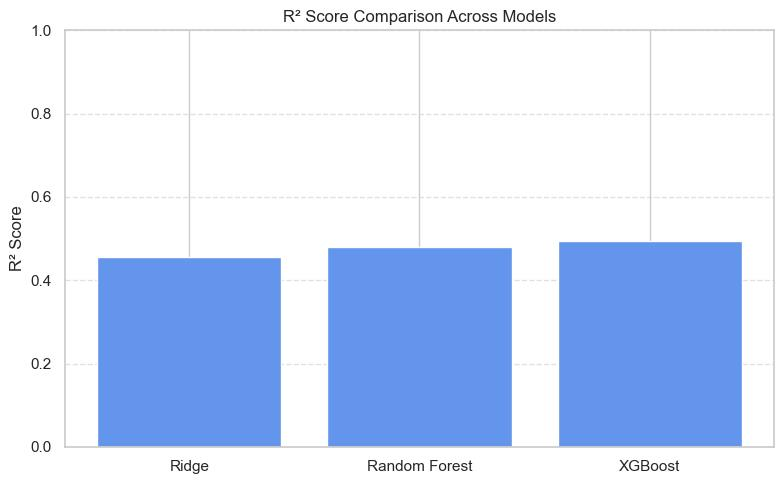 R² Score Comparison Across Models
R² Score
1.0
0.8
0.6
0.4
0.2
0.0
Ridge
Random Forest
XGBoost